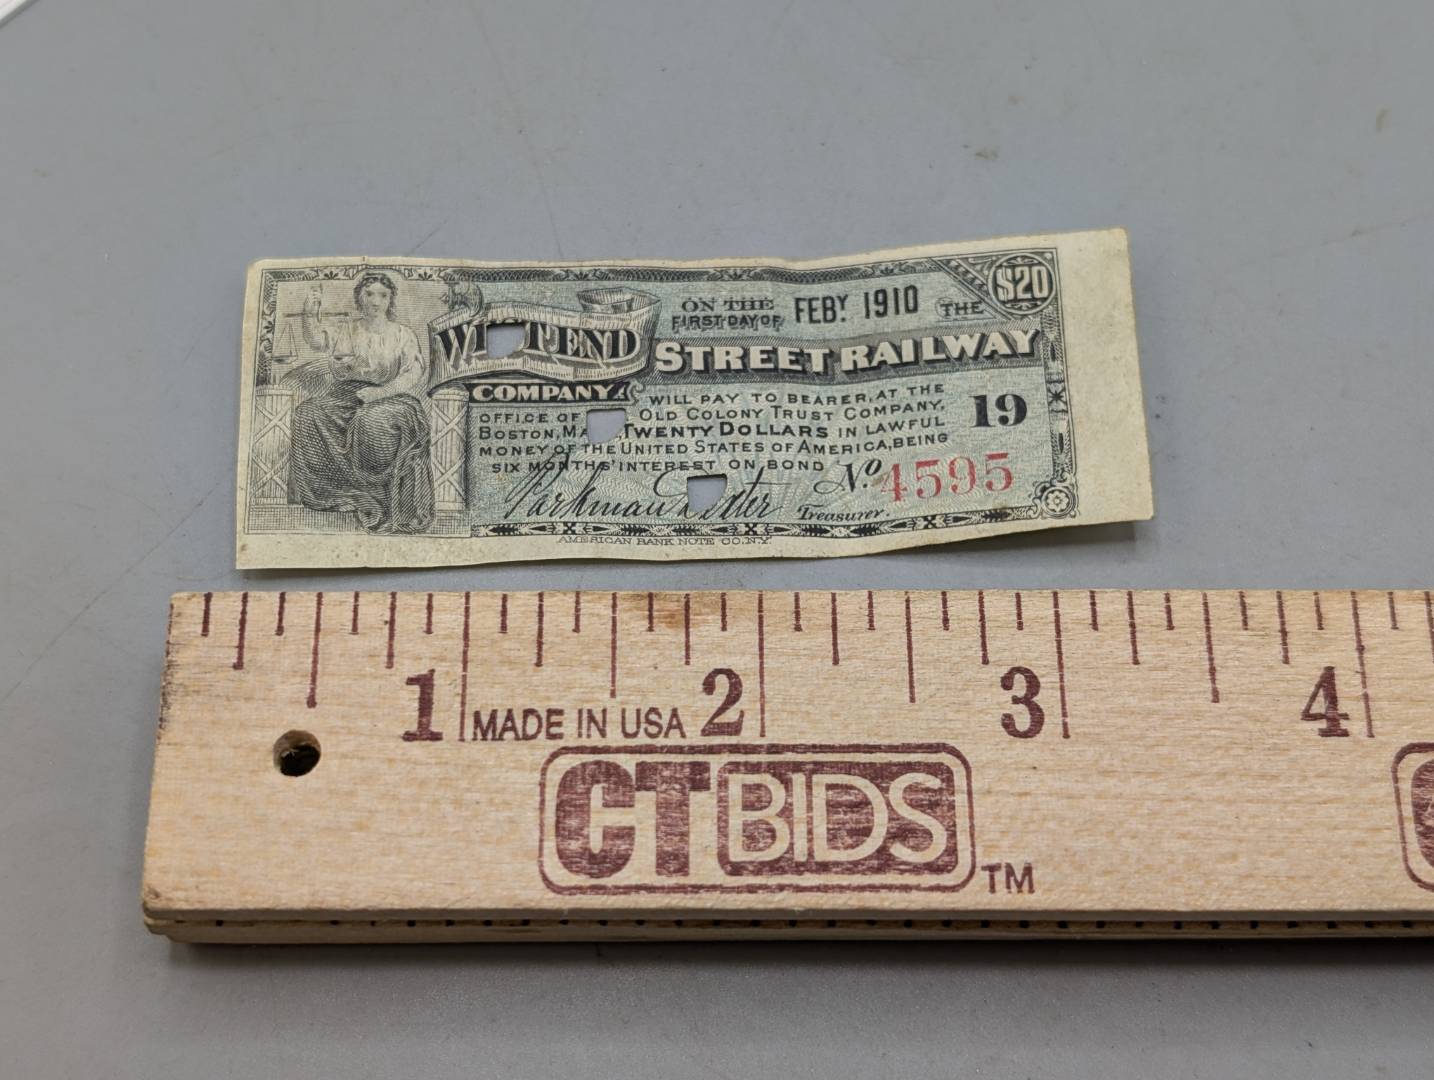 ON THE
FIRST DAY OF FEBY. 1910 THE $20
W END STREET RAILWAY
COMPANY, WILL PAY TO BEARER, AT THE
OFFICE OF OLD COLONY TRUST COMPANY, 19
BOSTON, TWENTY DOLLARS IN LAWFUL
MONEY OF THE UNITED STATES OF AMERICA, BEING
SIX MONTHS' INTEREST ON BOND No. 4595
Parkman Dexter Treasurer.
AMERICAN BANK NOTE CO. N.Y.
1 MADE IN USA 2 3 4
CTBIDS
TM